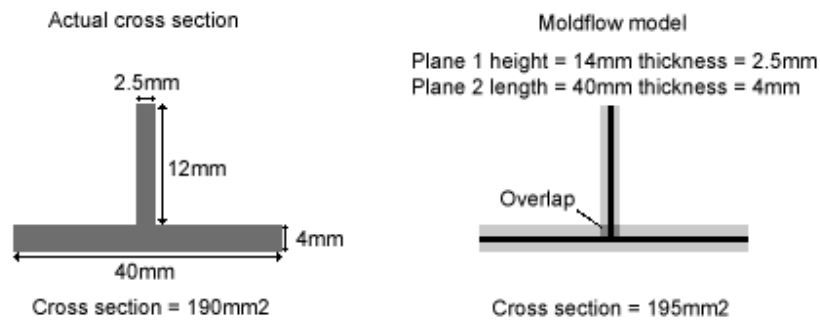 Actual cross section
2.5mm
12mm
4mm
40mm
Cross section = 190mm2
Moldflow model
Plane 1 height = 14mm thickness = 2.5mm
Plane 2 length = 40mm thickness = 4mm
Overlap
Cross section = 195mm2